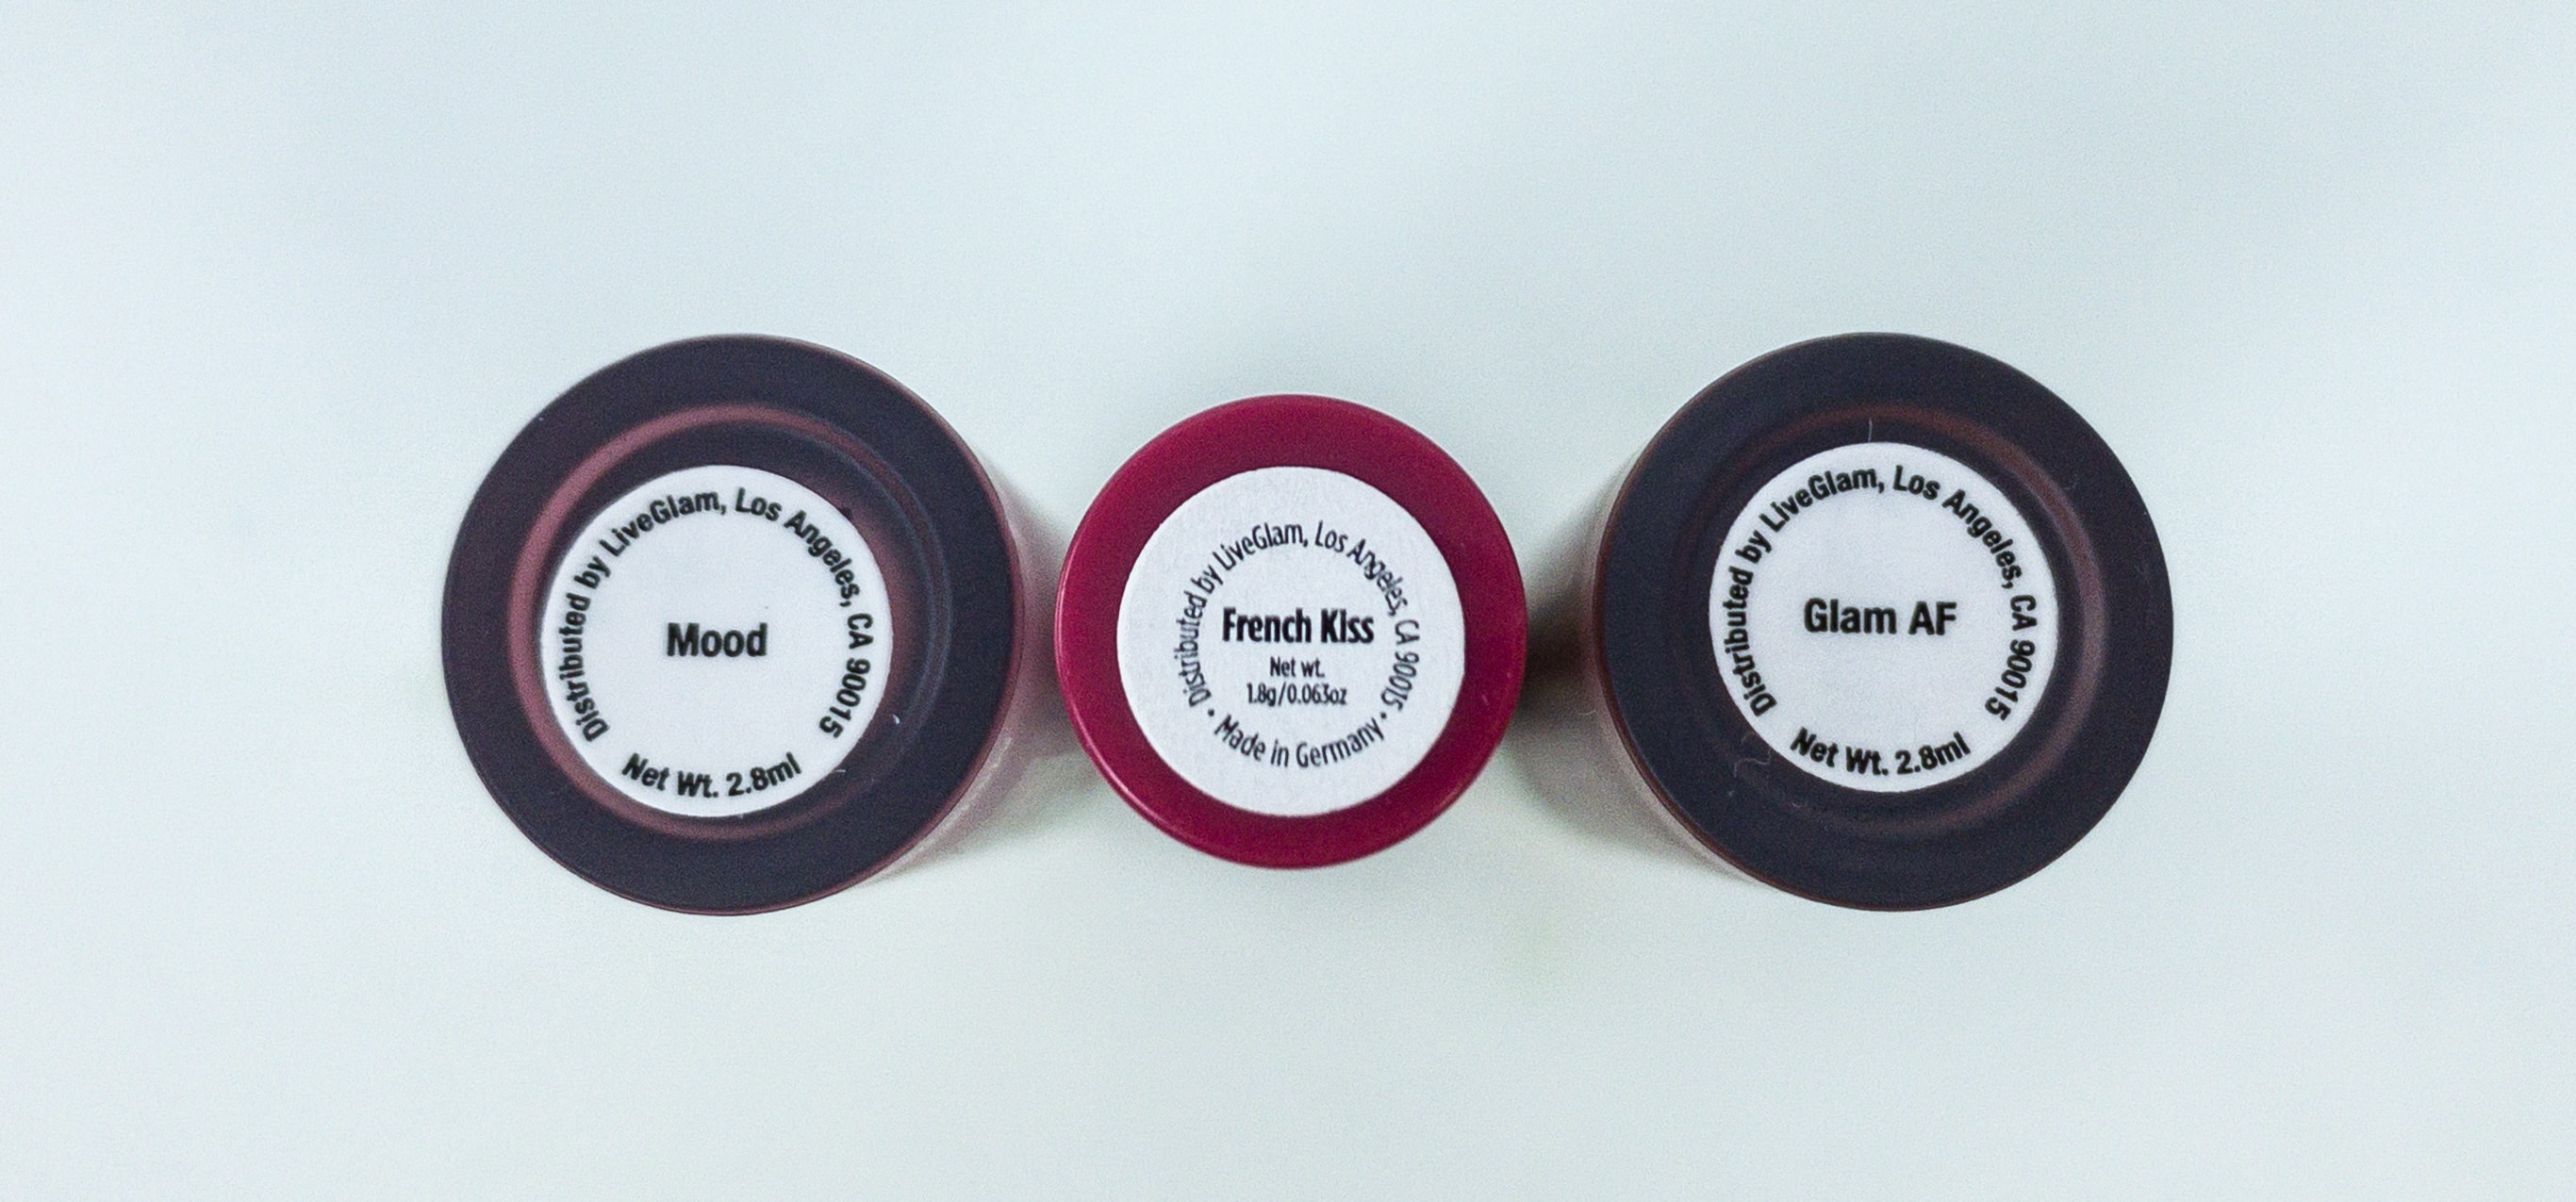 Distributed by LiveGlam, Los Angeles, CA 90015
Mood
Net Wt. 2.8ml
Distributed by LiveGlam, Los Angeles, CA 90015
French Kiss
Net wt.
1.8g/0.063oz
• Made in Germany •
Distributed by LiveGlam, Los Angeles, CA 90015
Glam AF
Net Wt. 2.8ml